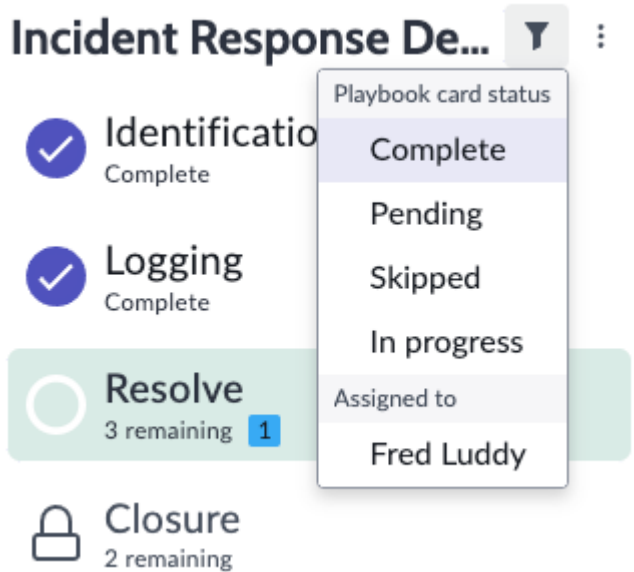 Incident Response De...
Playbook card status
Complete
Pending
Skipped
In progress
Assigned to
Fred Luddy
Identificatio
Complete
Logging
Complete
Resolve
3 remaining 1
Closure
2 remaining